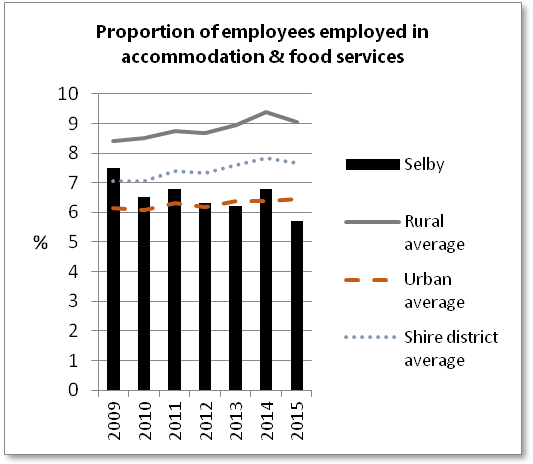 Proportion of employees employed in
accommodation & food services
10
9
8
7
6
5
4
3
2
1
0
%
2009
2010
2011
2012
2013
2014
2015
Selby
Rural
average
Urban
average
Shire district
average